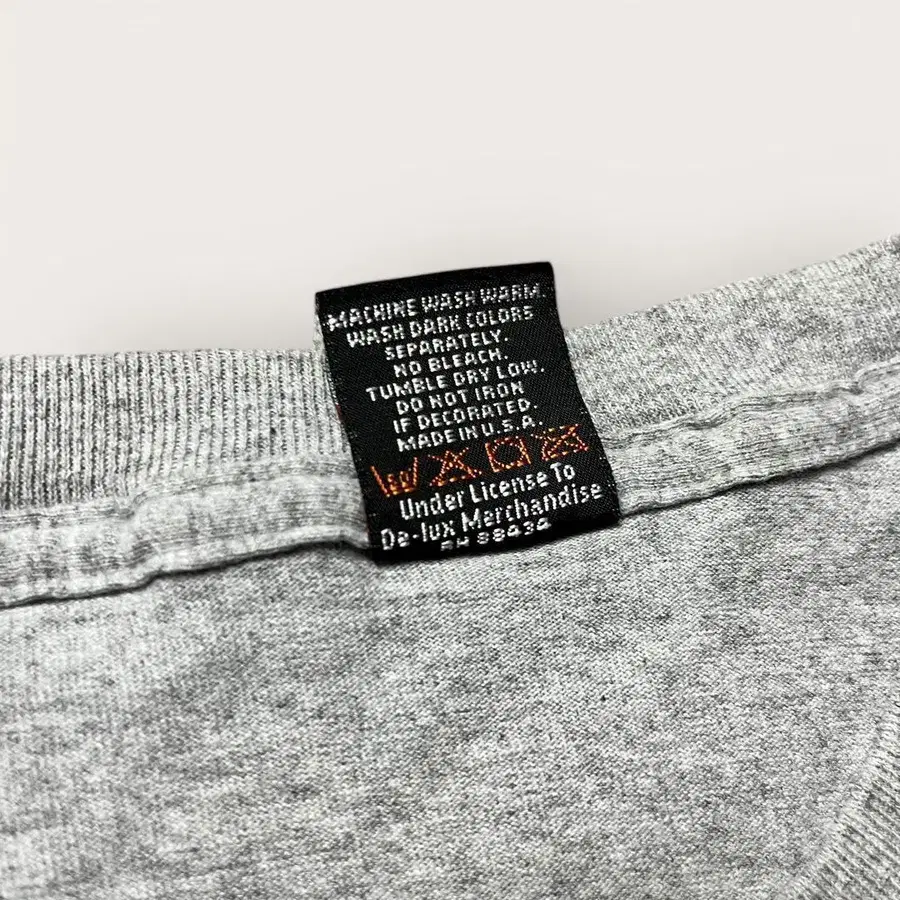 MACHINE WASH WARM.
WASH DARK COLORS
SEPARATELY.
NO BLEACH.
TUMBLE DRY LOW.
DO NOT IRON
IF DECORATED.
MADE IN U.S.A.
Under License To
De-lux Merchandise